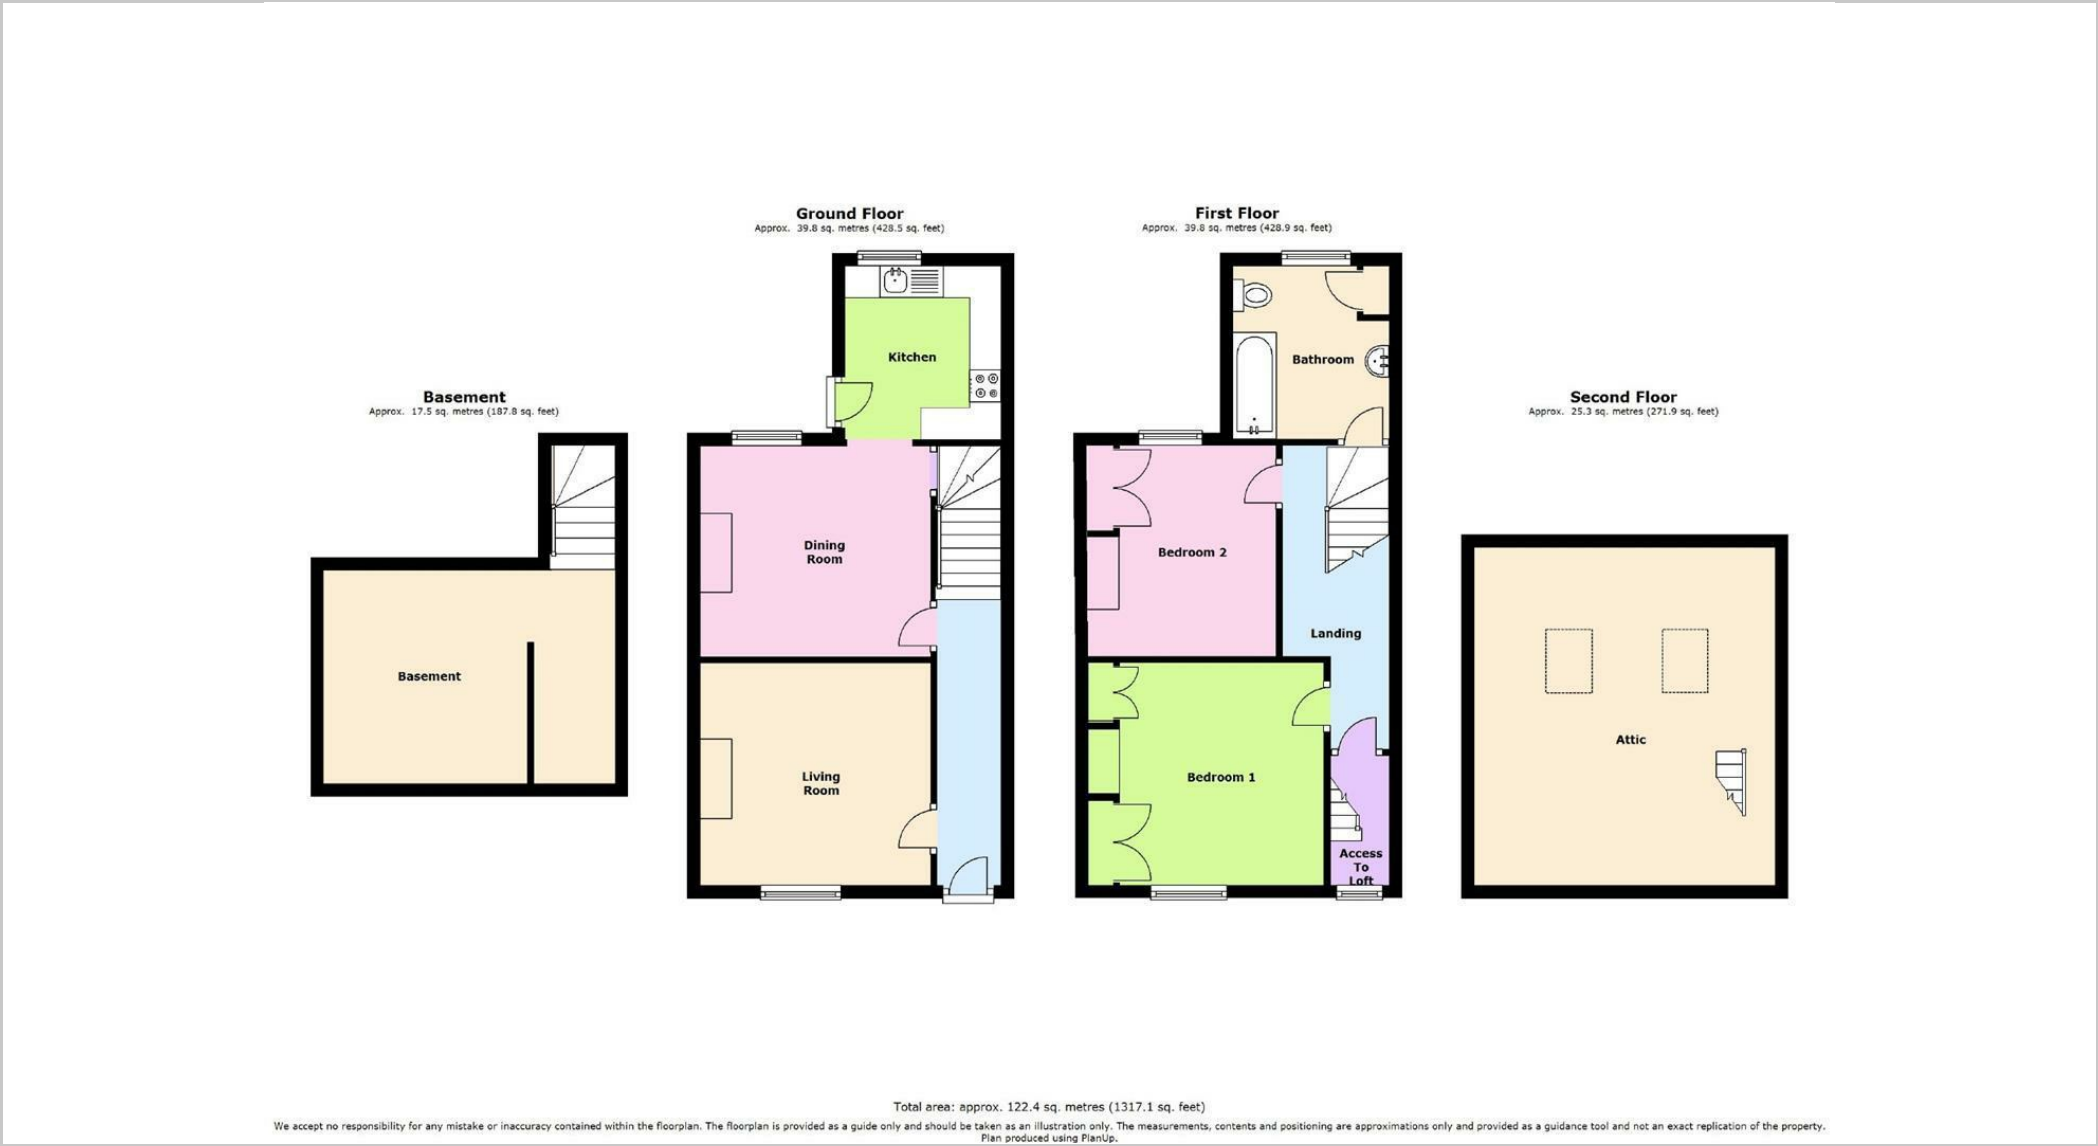 Ground Floor
Approx. 39.8 sq. metres (428.5 sq. feet)
First Floor
Approx. 39.8 sq. metres (428.9 sq. feet)
Kitchen
Bathroom
Basement
Approx. 17.5 sq. metres (187.8 sq. feet)
Second Floor
Approx. 25.3 sq. metres (271.9 sq. feet)
Dining
Room
Bedroom 2
Landing
Basement
Attic
Living
Room
Bedroom 1
Access
To
Loft
Total area: approx. 122.4 sq. metres (1317.1 sq. feet)
We accept no responsibility for any mistake or inaccuracy contained within the floorplan. The floorplan is provided as a guide only and should be taken as an illustration only. The measurements, contents and positioning are approximations only and provided as a guidance tool and not an exact replication of the property.
Plan produced using PlanUp.